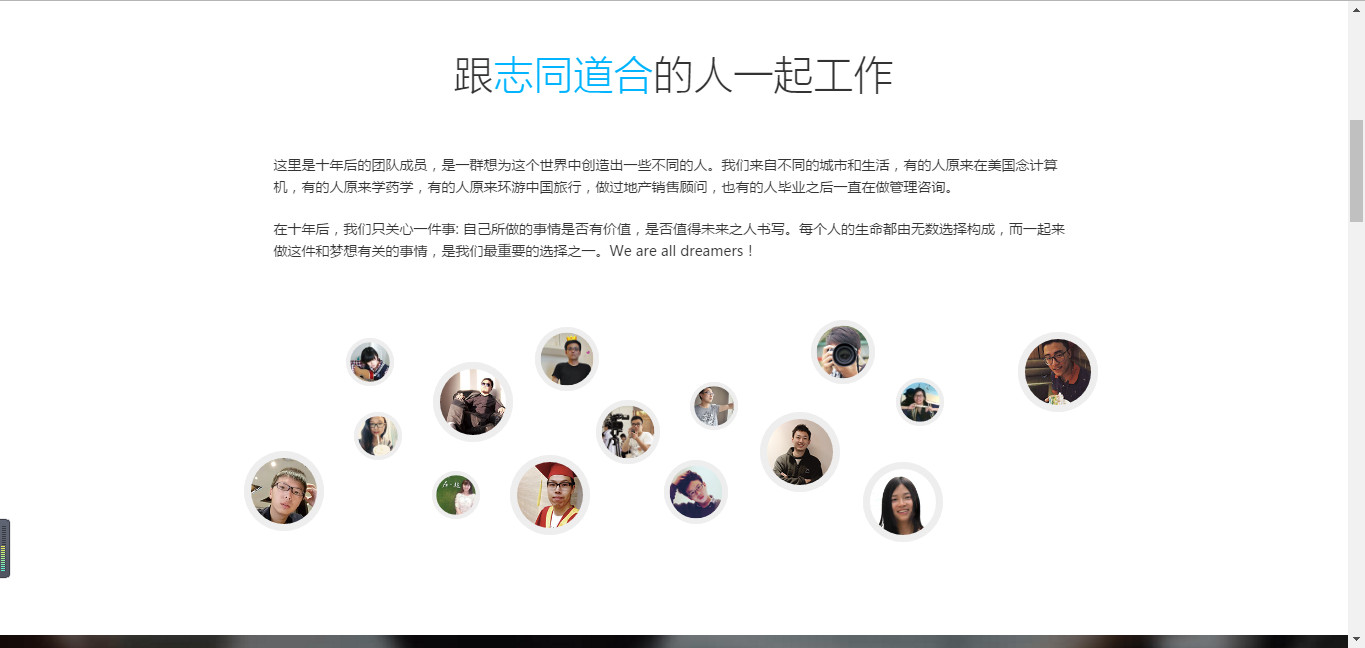 跟志同道合的人一起工作
这里是十年后的团队成员，是一群想为这个世界中创造出一些不同的人。我们来自不同的城市和生活，有的人原来在美国念计算
机，有的人原来学药学，有的人原来环游中国旅行，做过地产销售顾问，也有的人毕业之后一直在做管理咨询。
在十年后，我们只关心一件事: 自己所做的事情是否有价值，是否值得未来之人书写。每个人的生命都由无数选择构成，而一起来
做这件和梦想有关的事情，是我们最重要的选择之一。We are all dreamers！